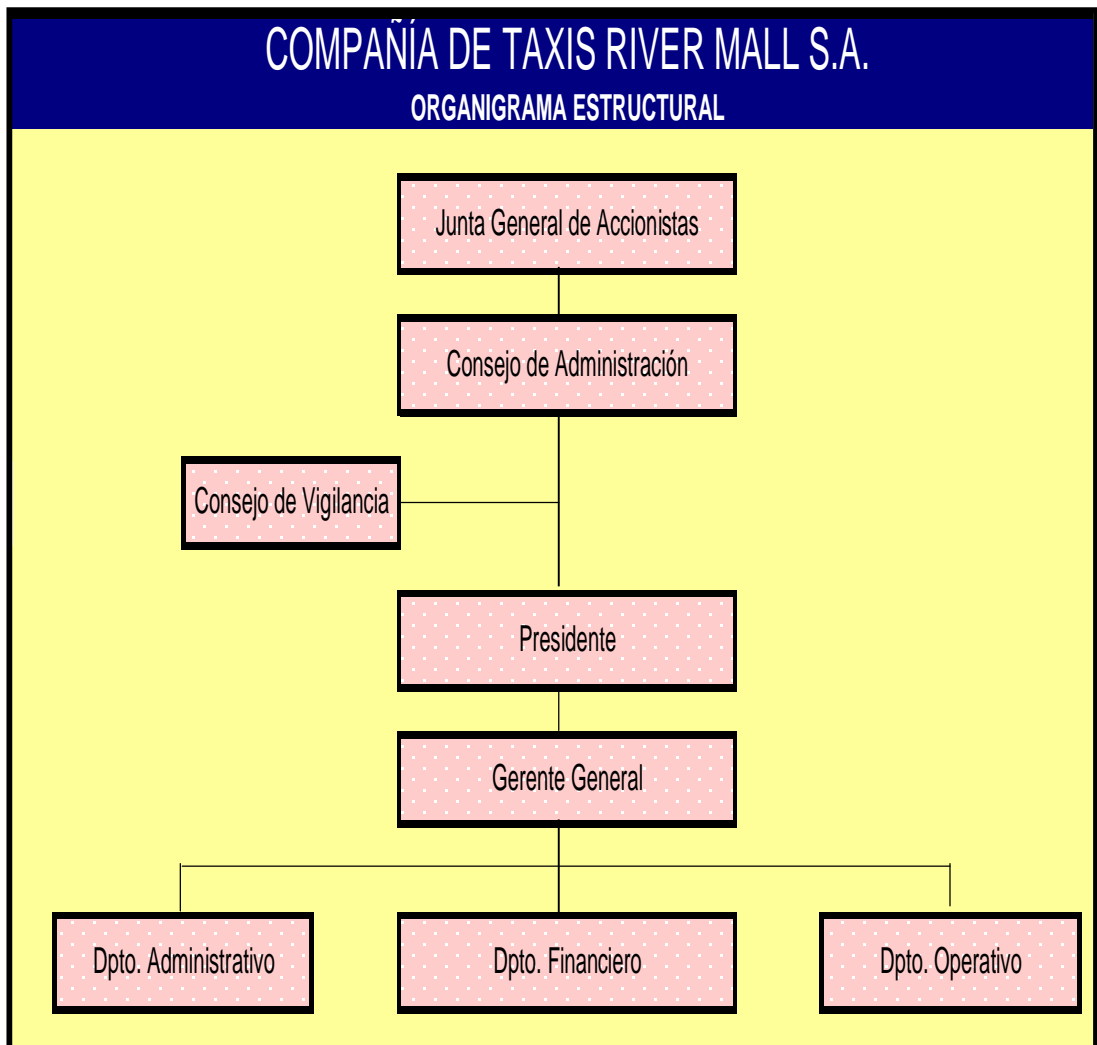 COMPAÑÍA DE TAXIS RIVER MALL S.A.
ORGANIGRAMA ESTRUCTURAL
Junta General de Accionistas
Consejo de Administración
Consejo de Vigilancia
Presidente
Gerente General
Dpto. Administrativo
Dpto. Financiero
Dpto. Operativo